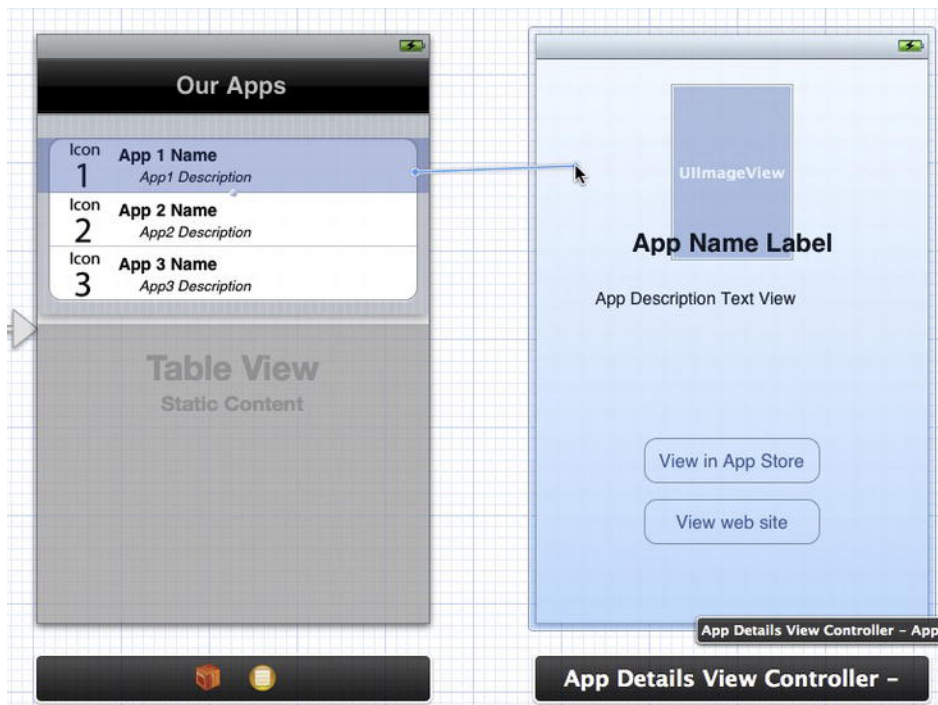 Our Apps
Icon
1
App 1 Name
App1 Description
Icon
2
App 2 Name
App2 Description
Icon
3
App 3 Name
App3 Description
Table View
Static Content
UIImageView
App Name Label
App Description Text View
View in App Store
View web site
App Details View Controller – App
App Details View Controller –